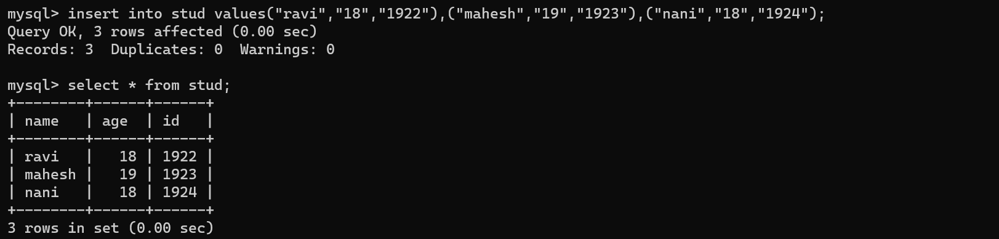 mysql> insert into stud values("ravi","18","1922"),("mahesh","19","1923"),("nani","18","1924");
Query OK, 3 rows affected (0.00 sec)
Records: 3  Duplicates: 0  Warnings: 0

mysql> select * from stud;
+--------+------+------+
| name   | age  | id   |
+--------+------+------+
| ravi   |   18 | 1922 |
| mahesh |   19 | 1923 |
| nani   |   18 | 1924 |
+--------+------+------+
3 rows in set (0.00 sec)